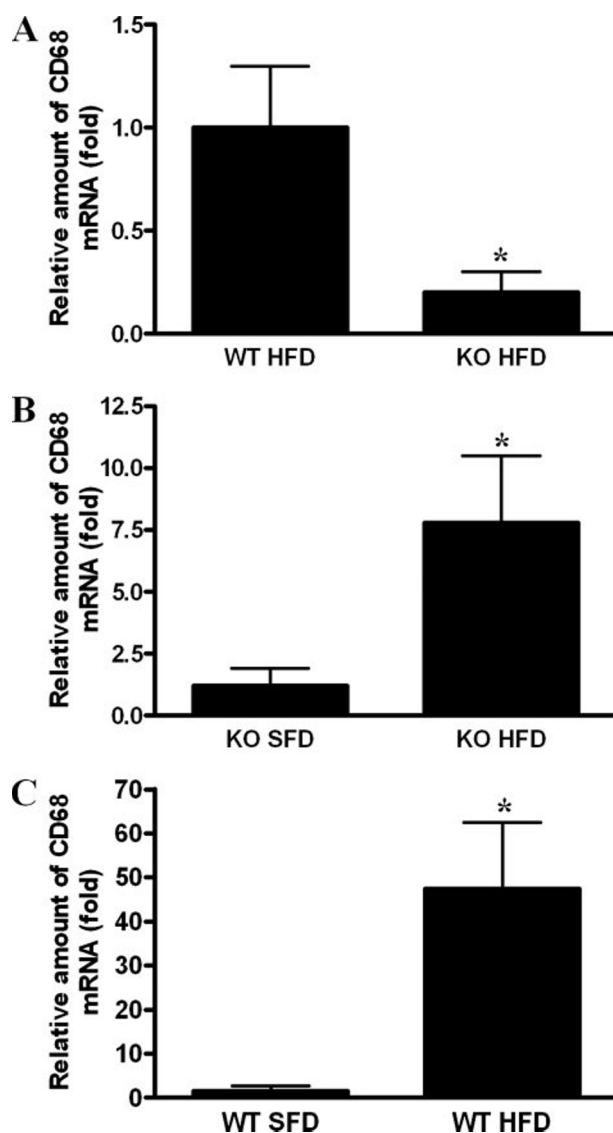 A
Relative amount of CD68
mRNA (fold)
1.5
1.0
0.5
0.0
*
WT HFD
KO HFD
B
Relative amount of CD68
mRNA (fold)
12.5
10.0
7.5
5.0
2.5
0.0
*
KO SFD
KO HFD
C
Relative amount of CD68
mRNA (fold)
70
60
50
40
30
20
10
0
*
WT SFD
WT HFD